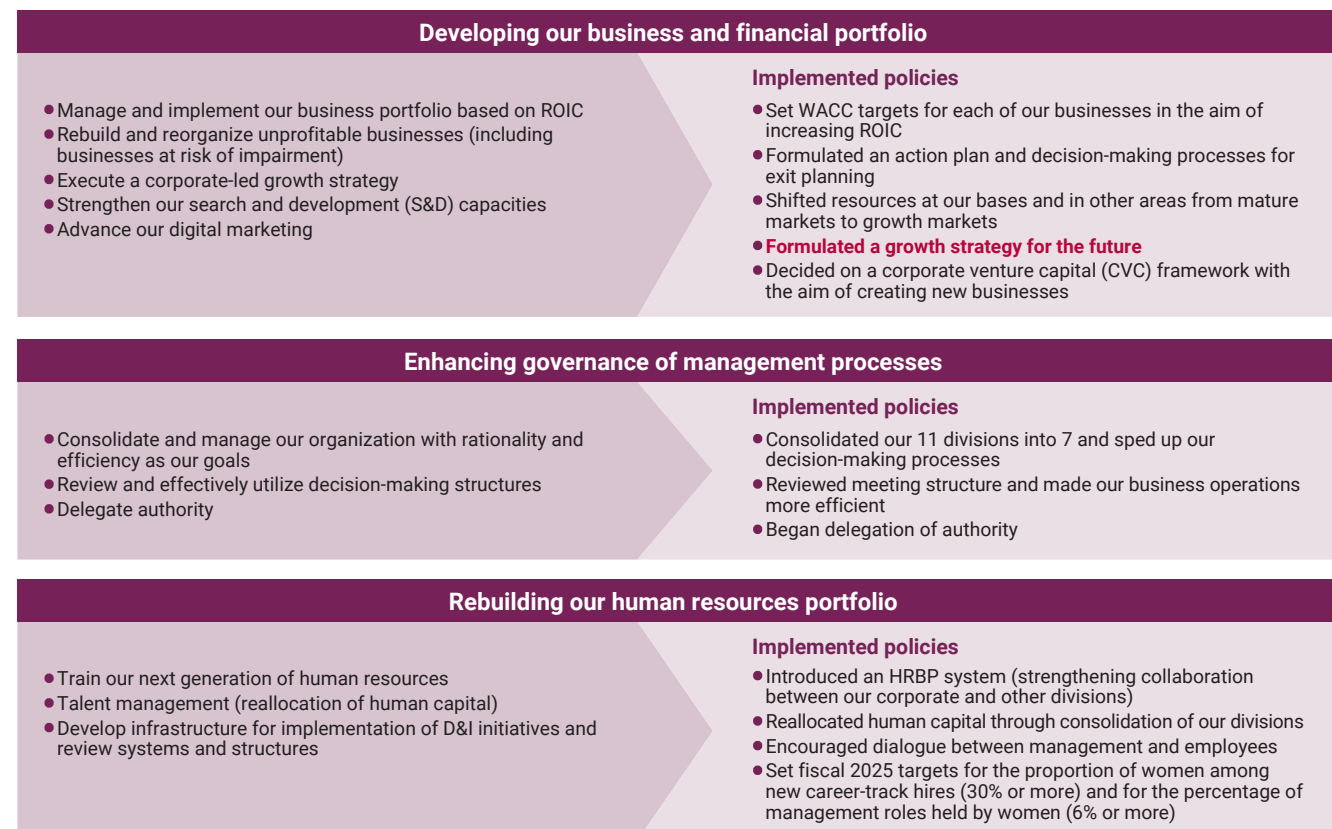 Developing our business and financial portfolio
●Manage and implement our business portfolio based on ROIC
●Rebuild and reorganize unprofitable businesses (including
businesses at risk of impairment)
●Execute a corporate-led growth strategy
●Strengthen our search and development (S&D) capacities
●Advance our digital marketing
Implemented policies
●Set WACC targets for each of our businesses in the aim of
increasing ROIC
●Formulated an action plan and decision-making processes for
exit planning
●Shifted resources at our bases and in other areas from mature
markets to growth markets
●Formulated a growth strategy for the future
●Decided on a corporate venture capital (CVC) framework with
the aim of creating new businesses
Enhancing governance of management processes
●Consolidate and manage our organization with rationality and
efficiency as our goals
●Review and effectively utilize decision-making structures
●Delegate authority
Implemented policies
●Consolidated our 11 divisions into 7 and sped up our
decision-making processes
●Reviewed meeting structure and made our business operations
more efficient
●Began delegation of authority
Rebuilding our human resources portfolio
●Train our next generation of human resources
●Talent management (reallocation of human capital)
●Develop infrastructure for implementation of D&I initiatives and
review systems and structures
Implemented policies
●Introduced an HRBP system (strengthening collaboration
between our corporate and other divisions)
●Reallocated human capital through consolidation of our divisions
●Encouraged dialogue between management and employees
●Set fiscal 2025 targets for the proportion of women among
new career-track hires (30% or more) and for the percentage of
management roles held by women (6% or more)